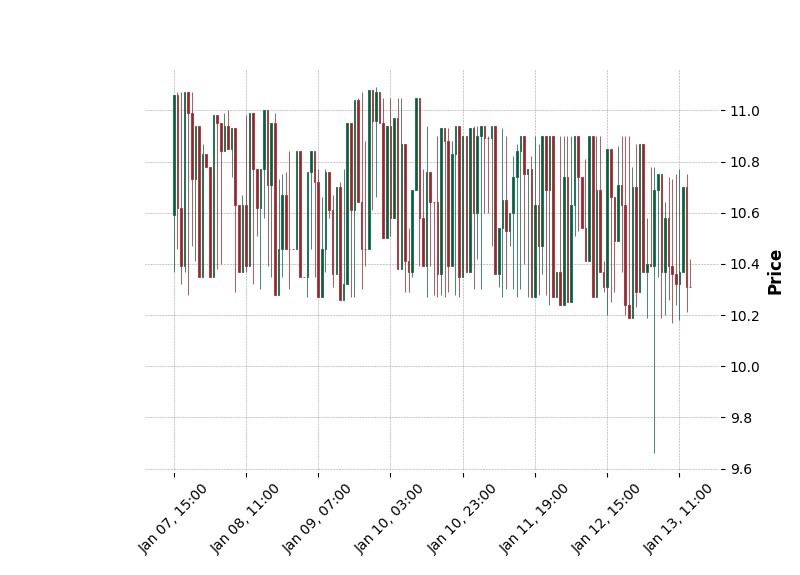 11.0
10.8
10.6
10.4
10.2
10.0
9.8
9.6
Price
Jan 07, 15:00
Jan 08, 11:00
Jan 09, 07:00
Jan 10, 03:00
Jan 10, 23:00
Jan 11, 19:00
Jan 12, 15:00
Jan 13, 11:00